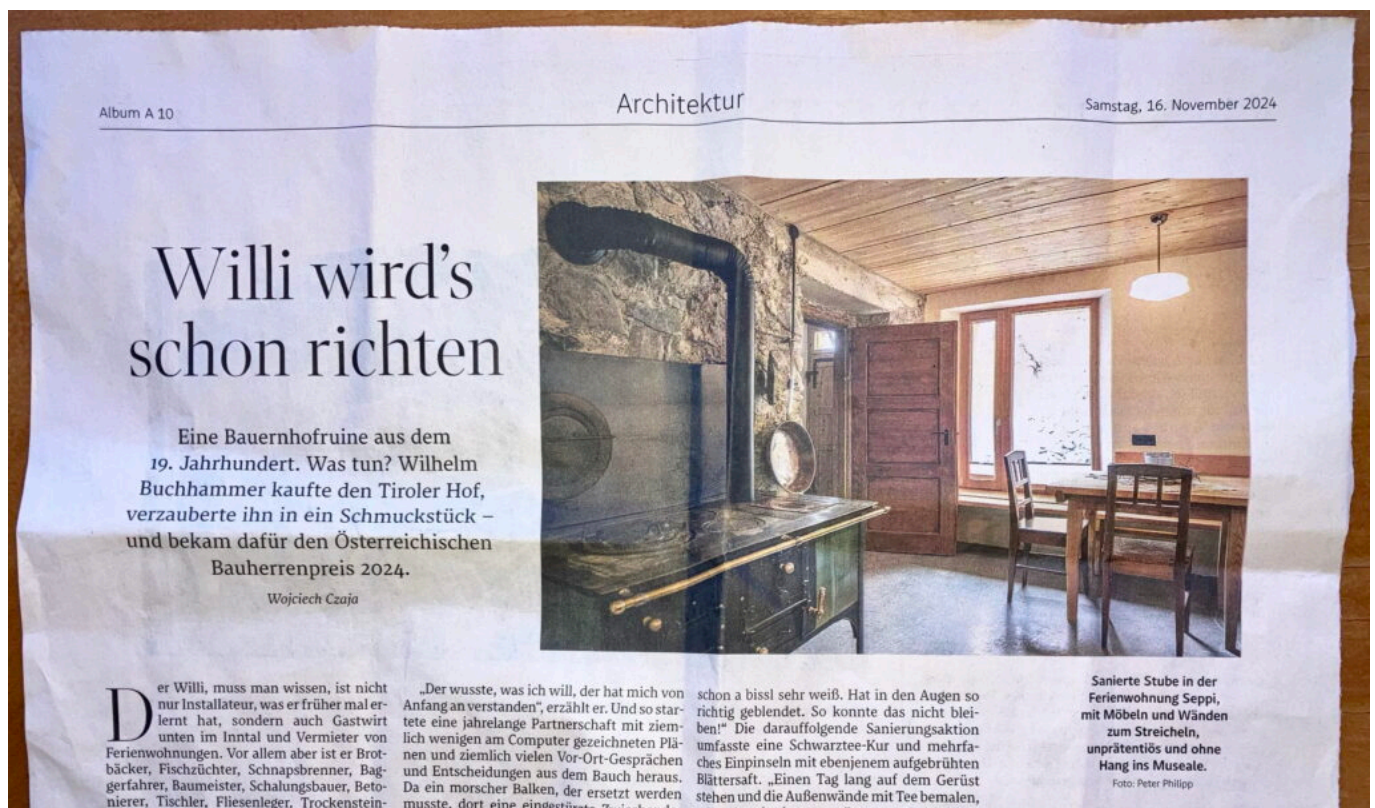 Album A 10
Architektur
Samstag, 16. November 2024
Willi wird’s
schon richten
Eine Bauernhofruine aus dem
19. Jahrhundert. Was tun? Wilhelm
Buchhammer kaufte den Tiroler Hof,
verzauberte ihn in ein Schmuckstück –
und bekam dafür den Österreichischen
Bauherrenpreis 2024.
Wojciech Czaja
Der Willi, muss man wissen, ist nicht
nur Installateur, was er früher mal er-
lernt hat, sondern auch Gastwirt
unten im Inntal und Vermieter von
Ferienwohnungen. Vor allem aber ist er Brot-
bäcker, Fischzüchter, Schnapsbrenner, Bag-
gerfahrer, Baumeister, Schalungsbauer, Beto-
nierer, Tischler, Fliesenleger, Trockenstein-
„Der wusste, was ich will, der hat mich von
Anfang an verstanden“, erzählt er. Und so star-
tete eine jahrelange Partnerschaft mit ziem-
lich wenigen am Computer gezeichneten Plä-
nen und ziemlich vielen Vor-Ort-Gesprächen
und Entscheidungen aus dem Bauch heraus.
Da ein morscher Balken, der ersetzt werden
musste, dort eine eingestürzte
schon a bissl sehr weiß. Hat in den Augen so
richtig geblendet. So konnte das nicht blei-
ben!“ Die darauffolgende Sanierungsaktion
umfasste eine Schwarztee-Kur und mehrfa-
ches Einpinseln mit ebenjenem aufgebrühten
Blättersaft. „Einen Tag lang auf dem Gerüst
stehen und die Außenwände mit Tee bemalen,
Sanierte Stube in der
Ferienwohnung Seppi,
mit Möbeln und Wänden
zum Streicheln,
unprätentiös und ohne
Hang ins Museale.
Foto: Peter Philipp